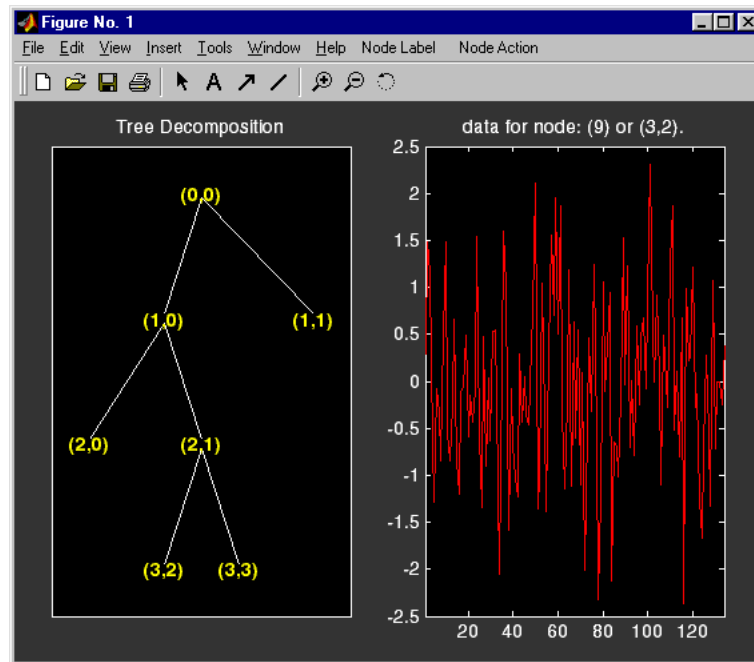 Figure No. 1
File Edit View Insert Tools Window Help Node Label Node Action
A
Tree Decomposition
(0,0)
(1,0) (1,1)
(2,0) (2,1)
(3,2) (3,3)
data for node: (9) or (3,2).
2.5
2
1.5
1
0.5
0
-0.5
-1
-1.5
-2
-2.5
20 40 60 80 100 120